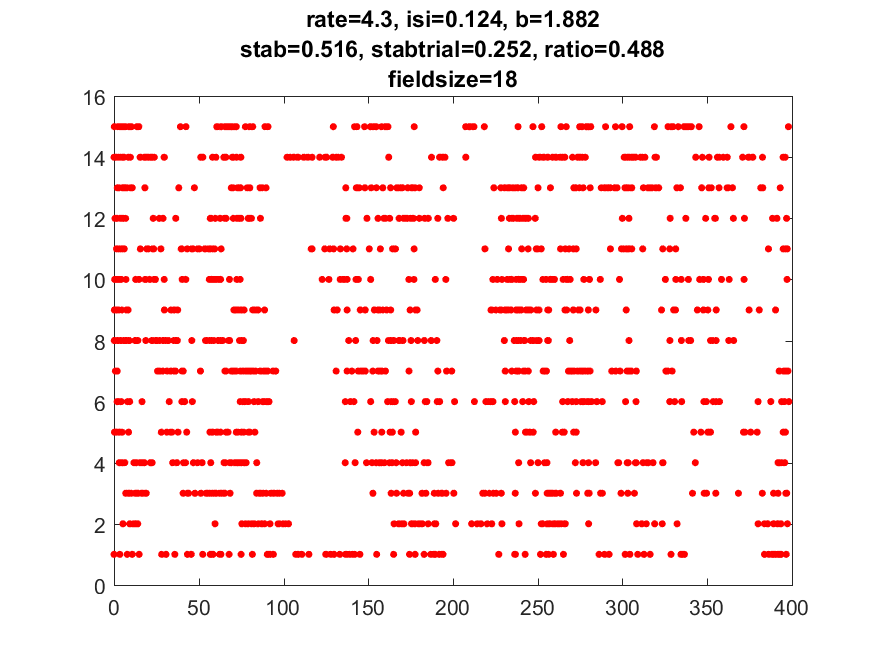 rate=4.3, isi=0.124, b=1.882
stab=0.516, stabtrial=0.252, ratio=0.488
fieldsize=18
16
14
12
10
8
6
4
2
0
0 50 100 150 200 250 300 350 400